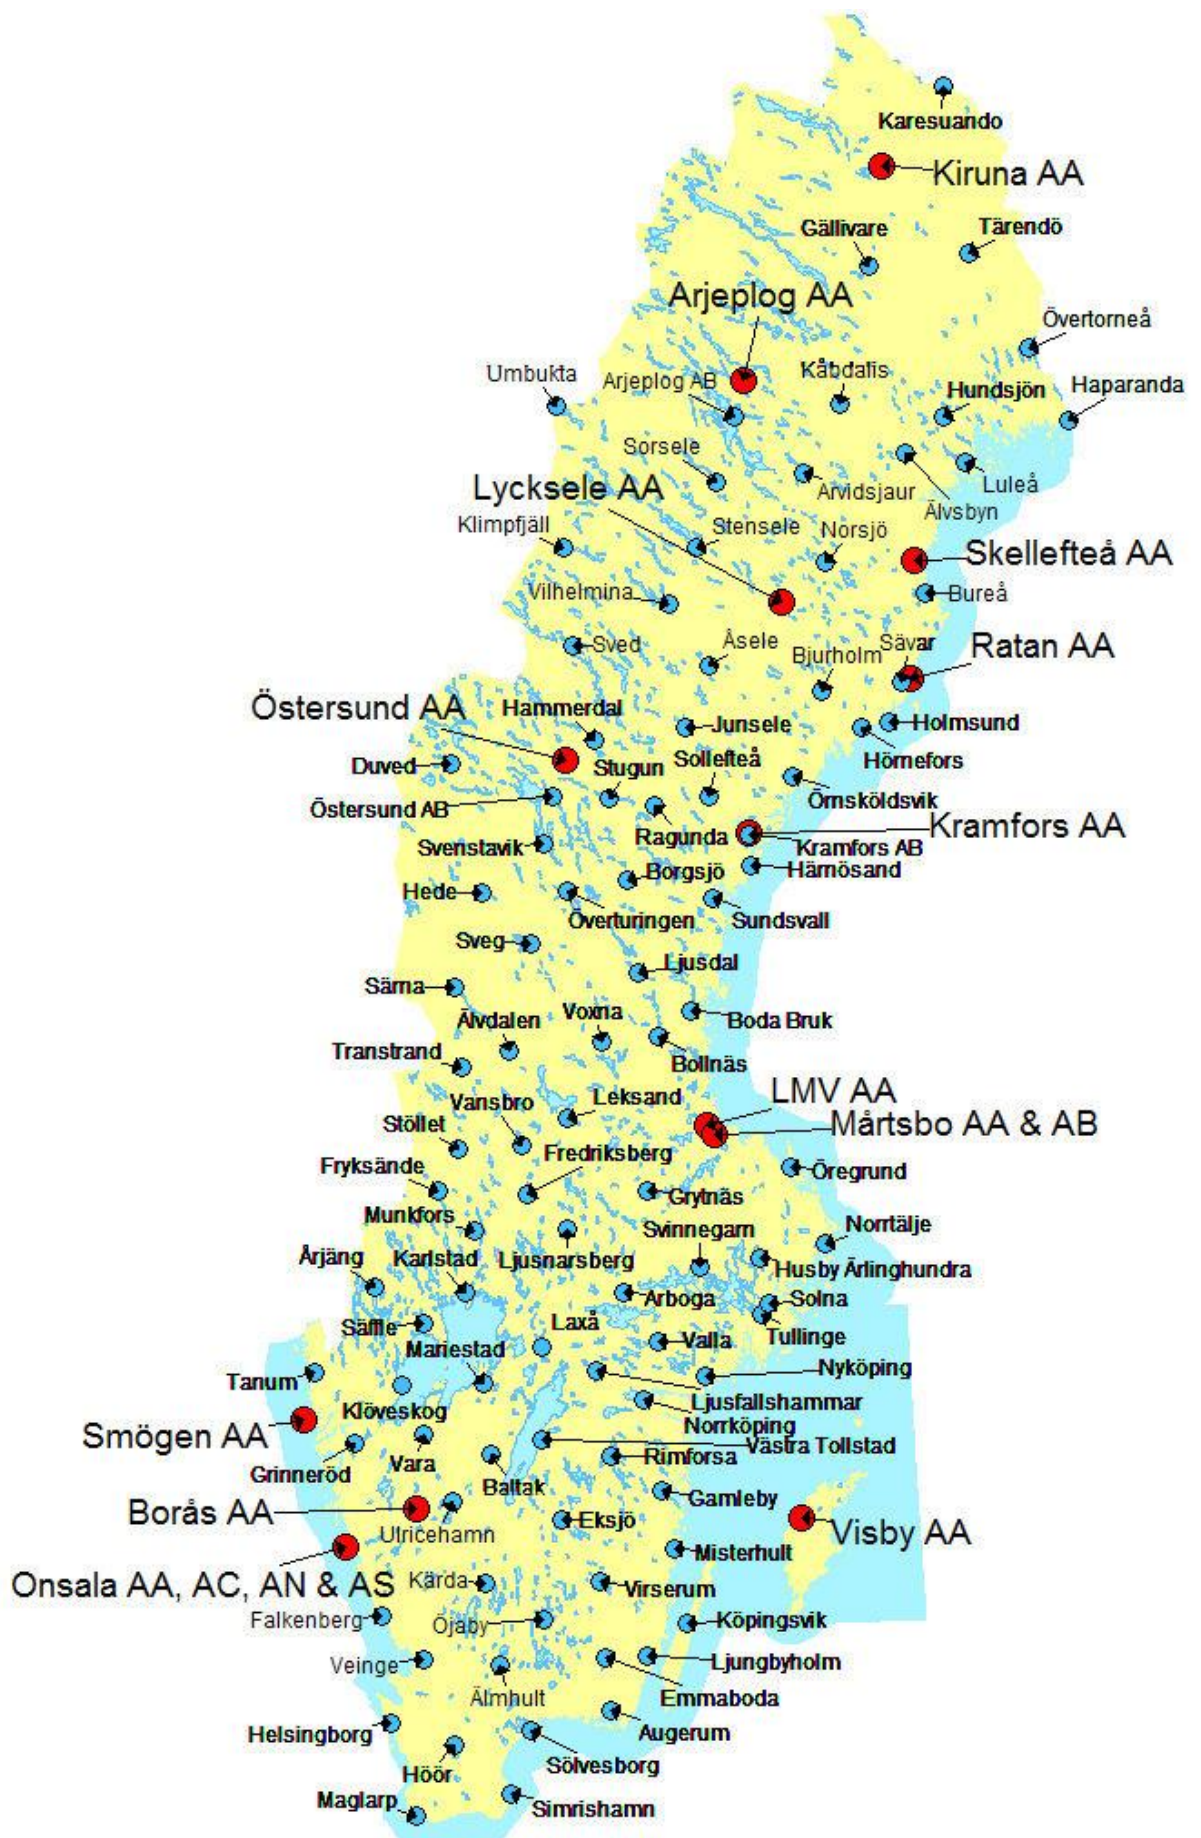 Karesuando
Kiruna AA
Gällivare
Tärendö
Arjeplog AA
Övertorneå
Umbukta
Arjeplog AB
Kåbdalis
Hundsjön
Haparanda
Sorsele
Arvidsjaur
Luleå
Lycksele AA
Älvsbyn
Klimpfjäll
Stensele
Norsjö
Skellefteå AA
Vilhelmina
Bureå
Sved
Åsele
Bjurholm
Sävar
Ratan AA
Östersund AA
Hammerdal
Junsele
Holmsund
Duved
Stugun
Sollefteå
Hörnefors
Östersund AB
Örnsköldsvik
Svenstavik
Ragunda
Kramfors AA
Kramfors AB
Härnösand
Hede
Borgsjö
Överturingen
Sundsvall
Sveg
Ljusdal
Särna
Älvdalen
Voxna
Boda Bruk
Transtrand
Bollnäs
Vansbro
Leksand
LMV AA
Stöllet
Mårtsbo AA & AB
Fryksände
Fredriksberg
Öregrund
Munkfors
Grytnäs
Årjäng
Karlstad
Ljusnarsberg
Svinnegarn
Norrtälje
Husby Ärlinghundra
Säffle
Arboga
Solna
Laxå
Tullinge
Mariestad
Valla
Tanum
Nyköping
Klöveskog
Ljusfallshammar
Smögen AA
Norrköping
Grinneröd
Vara
Västra Tollstad
Baltak
Rimforsa
Borås AA
Gamleby
Ulricehamn
Eksjö
Visby AA
Misterhult
Onsala AA, AC, AN & AS
Kärda
Virserum
Falkenberg
Öjaby
Köpingsvik
Veinge
Ljungbyholm
Älmhult
Emmaboda
Helsingborg
Augerum
Höör
Sölvesborg
Maglarp
Simrishamn